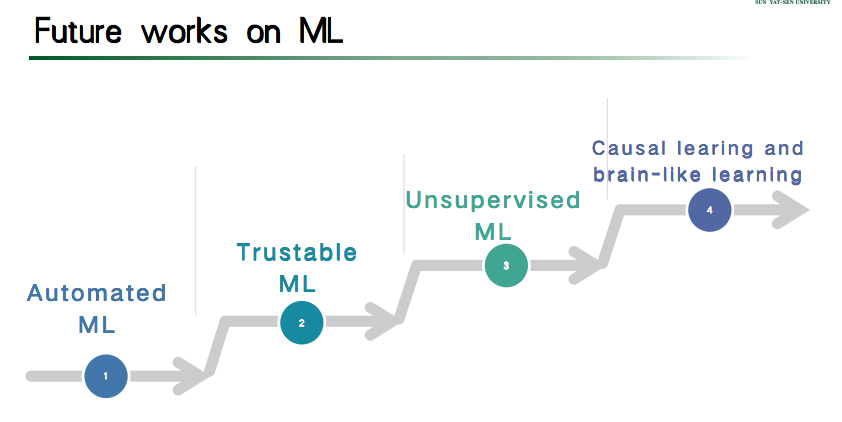 SUN YAT-SEN UNIVERSITY
Future works on ML
Causal learing and
brain-like learning
4
Unsupervised
ML
3
Trustable
ML
2
Automated
ML
1